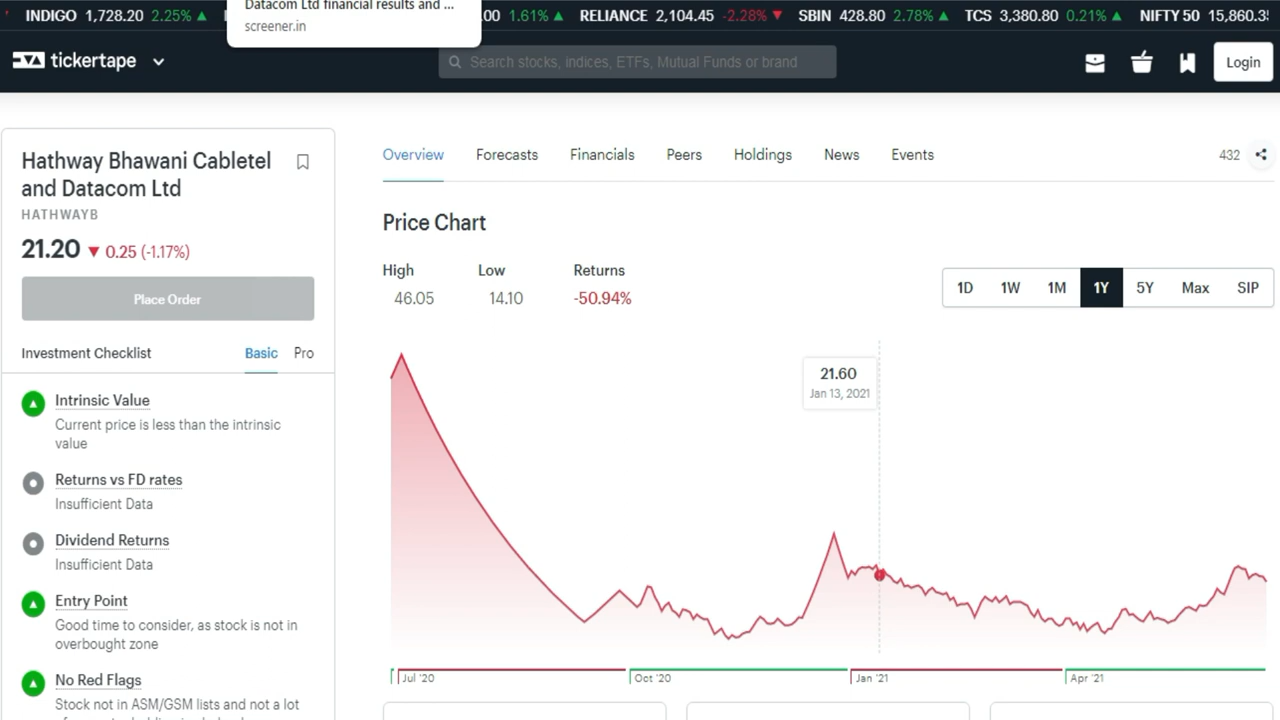 INDIGO 1,728.20 2.25% ▲
.00 1.61% ▲ RELIANCE 2,104.45 -2.28% ▼ SBIN 428.80 2.78% ▲ TCS 3,380.80 0.21% ▲ NIFTY 50 15,860.3
Datacom Ltd financial results and ...
screener.in
tickertape
Search stocks, indices, ETFs, Mutual Funds or brand
Login
Hathway Bhawani Cabletel
and Datacom Ltd
HATHWAYB
21.20 ▼ 0.25 (-1.17%)
Place Order
Investment Checklist Basic Pro
Intrinsic Value
Current price is less than the intrinsic
value
Returns vs FD rates
Insufficient Data
Dividend Returns
Insufficient Data
Entry Point
Good time to consider, as stock is not in
overbought zone
No Red Flags
Stock not in ASM/GSM lists and not a lot
Overview Forecasts Financials Peers Holdings News Events 432
Price Chart
High Low Returns
46.05 14.10 -50.94%
1D 1W 1M 1Y 5Y Max SIP
21.60
Jan 13, 2021
Jul '20 Oct '20 Jan '21 Apr '21